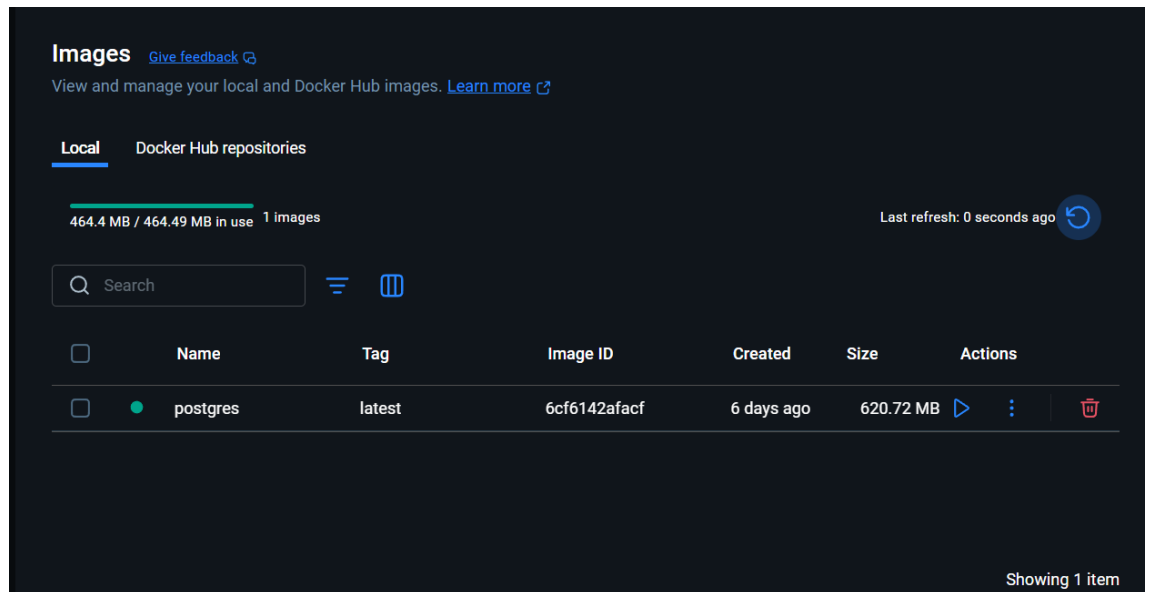 Images Give feedback
View and manage your local and Docker Hub images. Learn more
Local Docker Hub repositories
464.4 MB / 464.49 MB in use 1 images Last refresh: 0 seconds ago
Search
Name Tag Image ID Created Size Actions
postgres latest 6cf6142afacf 6 days ago 620.72 MB
Showing 1 item